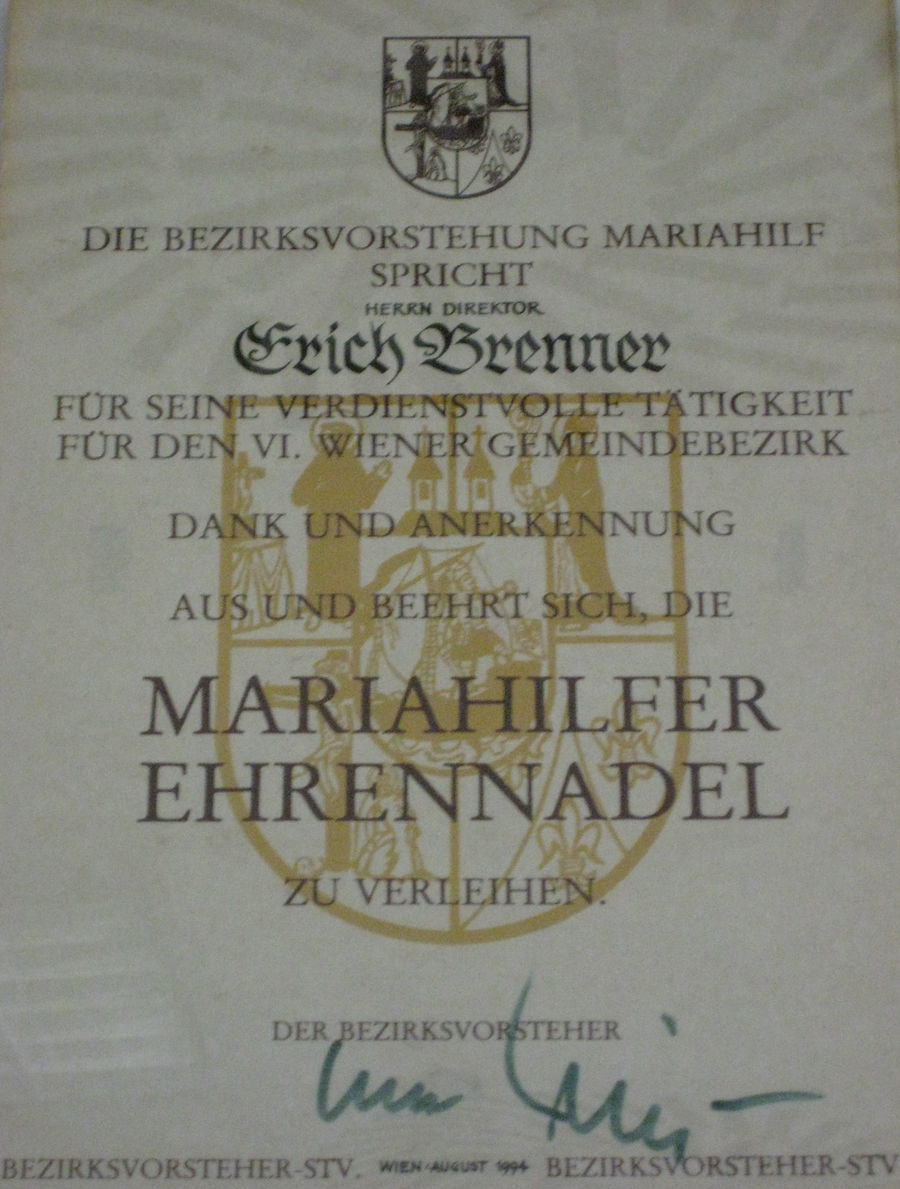 DIE BEZIRKSVORSTEHUNG MARIAHILF
SPRICHT
HERRN DIREKTOR
Erich Brenner
FÜR SEINE VERDIENSTVOLLE TÄTIGKEIT
FÜR DEN VI. WIENER GEMEINDEBEZIRK
DANK UND ANERKENNUNG
AUS UND BEEHRT SICH, DIE
MARIAHILFER
EHRENNADEL
ZU VERLEIHEN.
DER BEZIRKSVORSTEHER
BEZIRKSVORSTEHER-STV. WIEN·AUGUST 1994 BEZIRKSVORSTEHER-STV